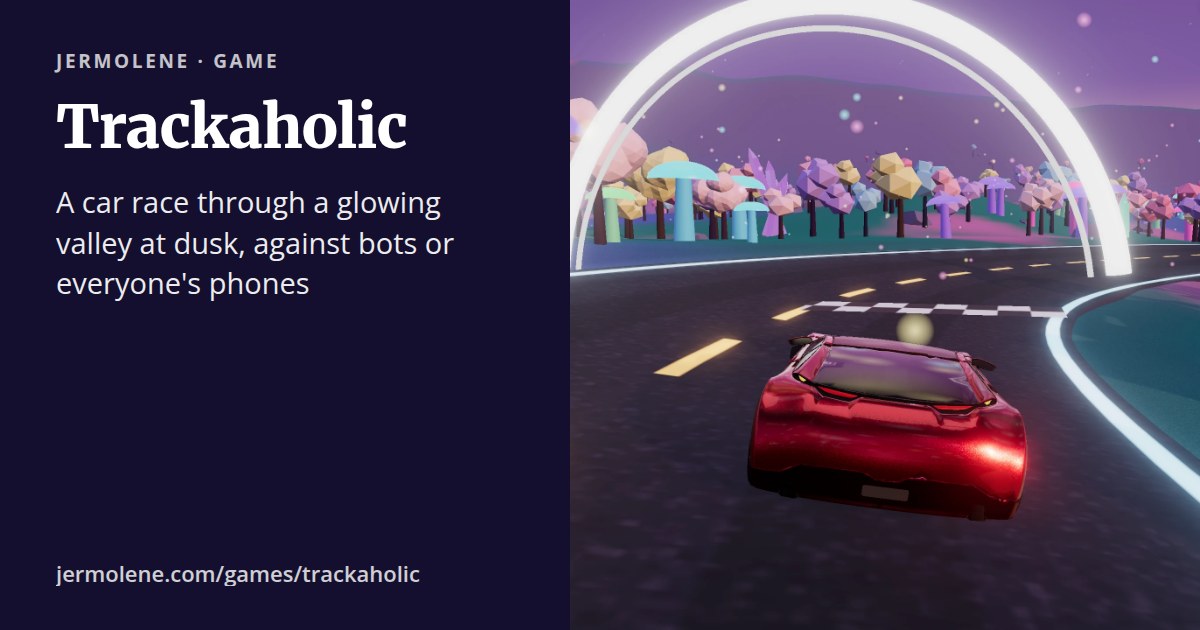 JERMOLENE · GAME
Trackaholic
A car race through a glowing
valley at dusk, against bots or
everyone's phones
jermolene.com/games/trackaholic